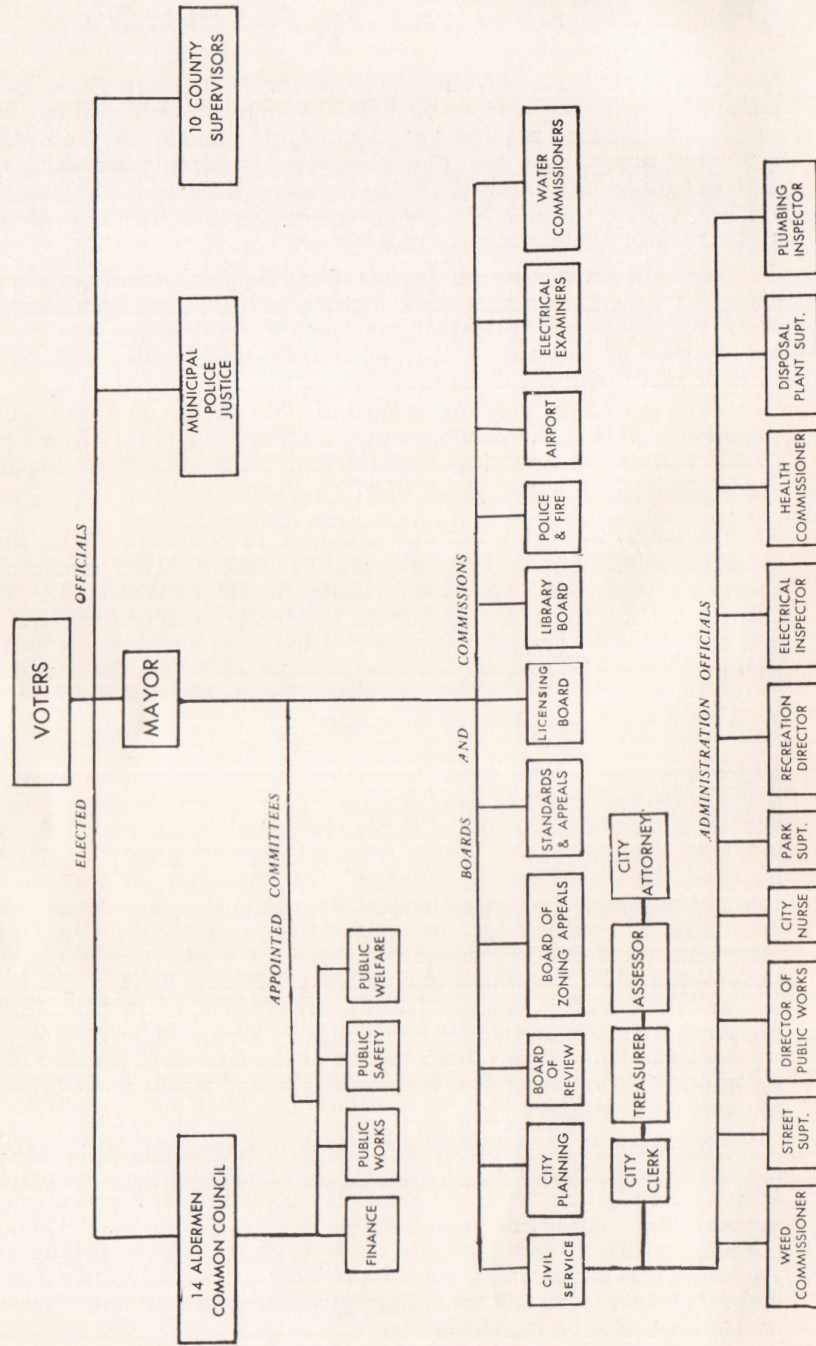 VOTERS
ELECTED OFFICIALS
MAYOR
14 ALDERMEN
COMMON COUNCIL
MUNICIPAL
POLICE
JUSTICE
10 COUNTY
SUPERVISORS
APPOINTED COMMITTEES
FINANCE
PUBLIC
WORKS
PUBLIC
SAFETY
PUBLIC
WELFARE
BOARDS AND COMMISSIONS
CIVIL
SERVICE
CITY
PLANNING
BOARD
OF
REVIEW
BOARD OF
ZONING APPEALS
STANDARDS
& APPEALS
LICENSING
BOARD
LIBRARY
BOARD
POLICE
& FIRE
AIRPORT
ELECTRICAL
EXAMINERS
WATER
COMMISSIONERS
CITY
CLERK
TREASURER
ASSESSOR
CITY
ATTORNEY
ADMINISTRATION OFFICIALS
WEED
COMMISSIONER
STREET
SUPT.
DIRECTOR OF
PUBLIC WORKS
CITY
NURSE
PARK
SUPT.
RECREATION
DIRECTOR
ELECTRICAL
INSPECTOR
HEALTH
COMMISSIONER
DISPOSAL
PLANT SUPT.
PLUMBING
INSPECTOR